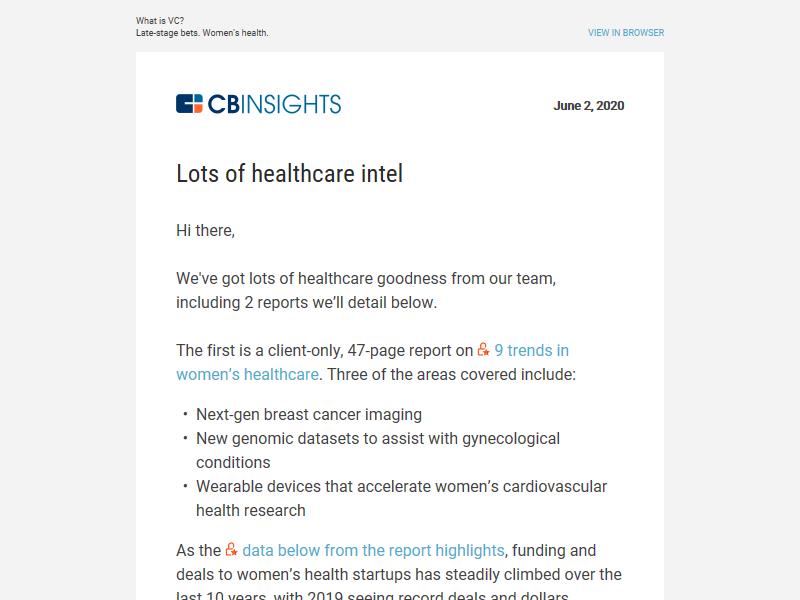 What is VC?
Late-stage bets. Women's health.
VIEW IN BROWSER
CBINSIGHTS
June 2, 2020
Lots of healthcare intel
Hi there,
We've got lots of healthcare goodness from our team,
including 2 reports we’ll detail below.
The first is a client-only, 47-page report on 9 trends in
women’s healthcare. Three of the areas covered include:
• Next-gen breast cancer imaging
• New genomic datasets to assist with gynecological
conditions
• Wearable devices that accelerate women’s cardiovascular
health research
As the data below from the report highlights, funding and
deals to women’s health startups has steadily climbed over the
last 10 years, with 2019 seeing record deals and dollars